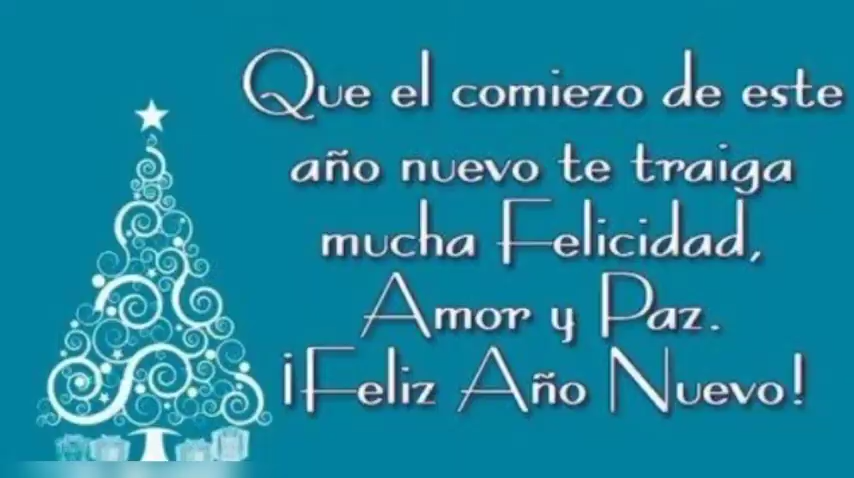 Que el comiezo de este
año nuevo te traiga
mucha Felicidad,
Amor y Paz.
¡Feliz Año Nuevo!